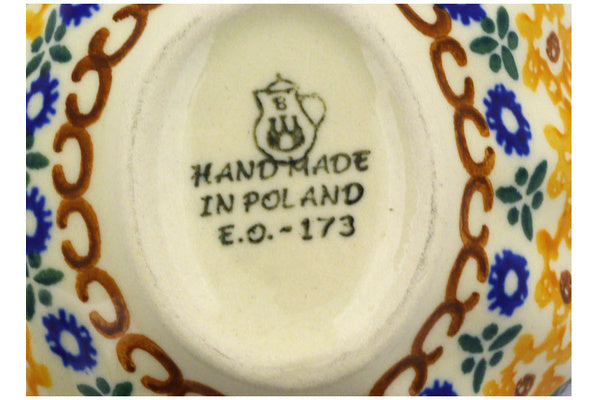 B
HAND MADE
IN POLAND
E.O.-173